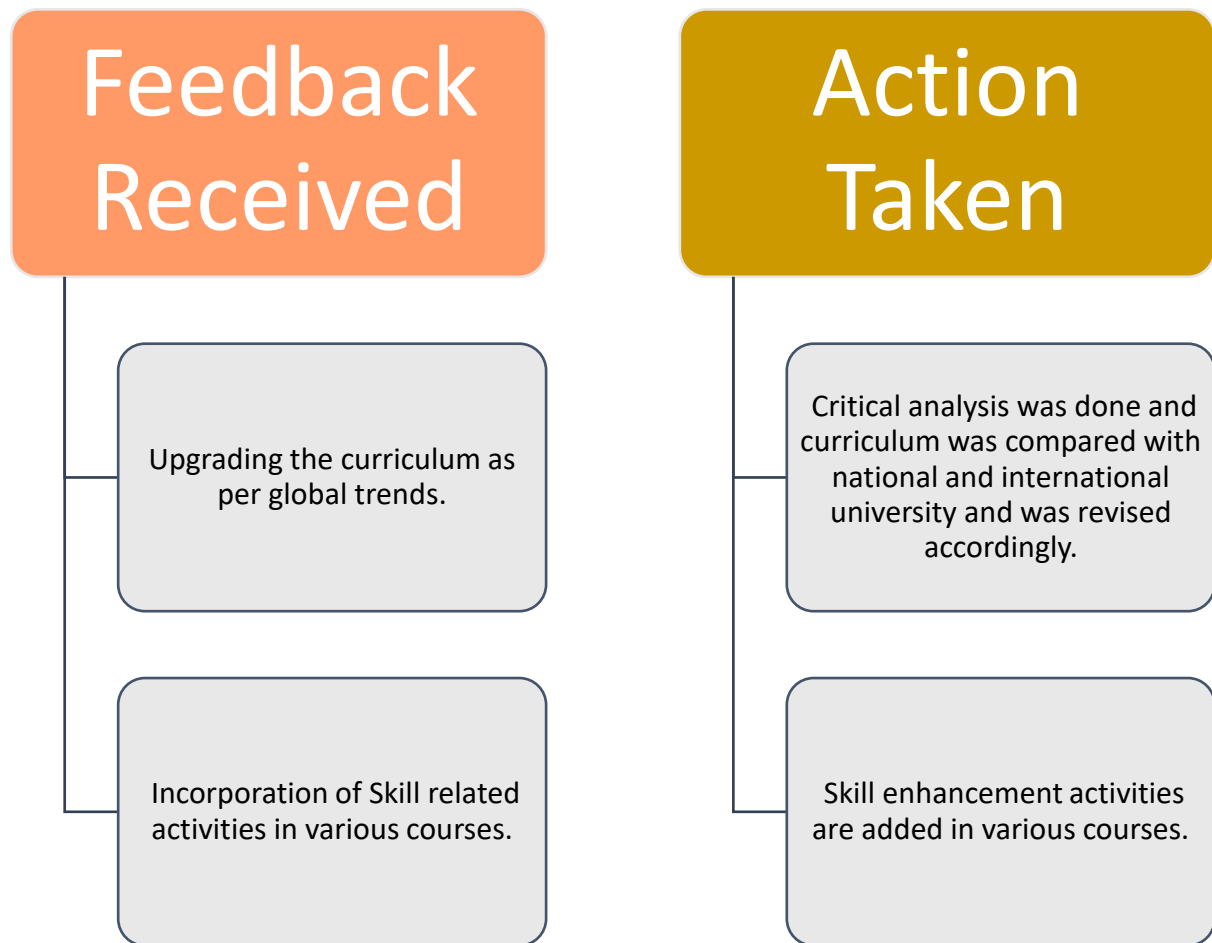 Feedback
Received
Upgrading the curriculum as
per global trends.
Incorporation of Skill related
activities in various courses.
Action
Taken
Critical analysis was done and
curriculum was compared with
national and international
university and was revised
accordingly.
Skill enhancement activities
are added in various courses.